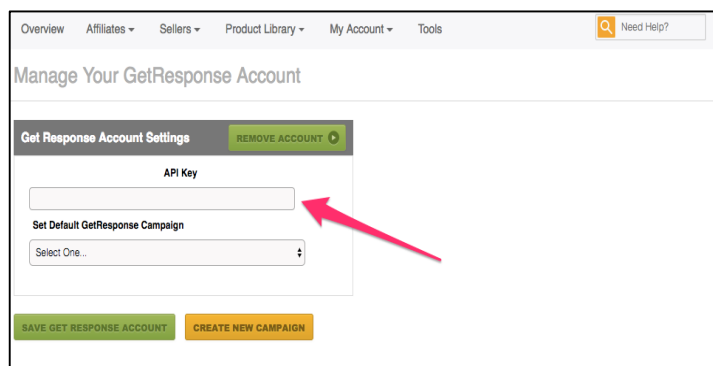 Overview Affiliates Sellers Product Library My Account Tools Need Help?
Manage Your GetResponse Account
Get Response Account Settings REMOVE ACCOUNT
API Key
Set Default GetResponse Campaign
Select One...
SAVE GET RESPONSE ACCOUNT CREATE NEW CAMPAIGN